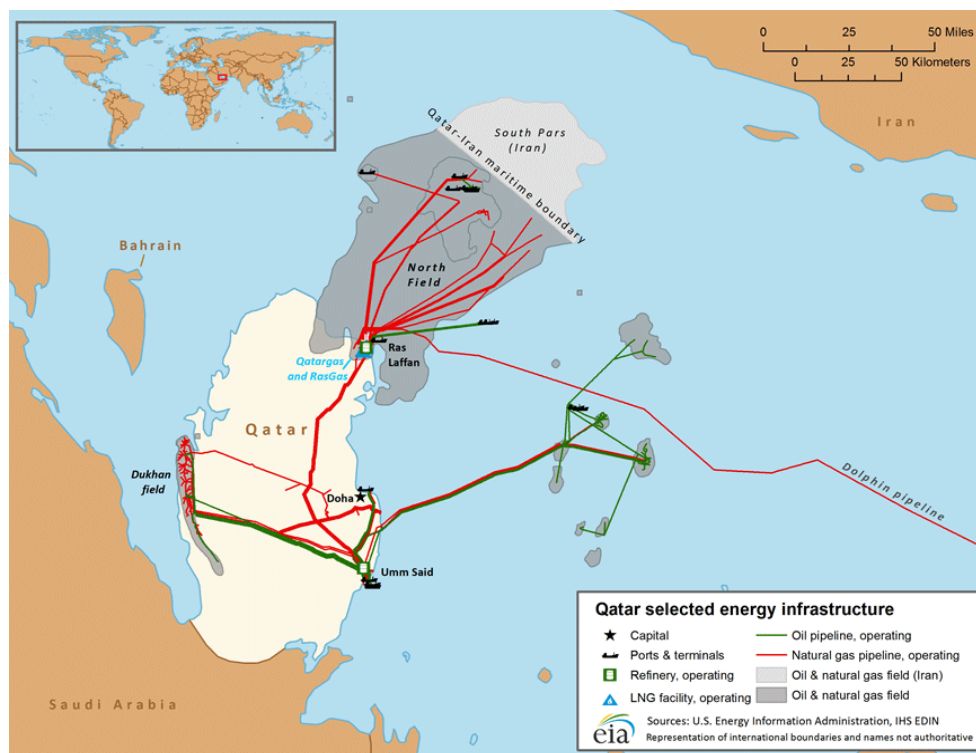 0 25 50 Miles
0 25 50 Kilometers
Iran
South Pars
(Iran)
Qatar-Iran maritime boundary
Bahrain
North
Field
Ras
Laffan
Qatargas
and RasGas
Qatar
Dukhan
field
Doha
Dolphin pipeline
Umm Said
Saudi Arabia
Qatar selected energy infrastructure
Capital
Oil pipeline, operating
Ports & terminals
Natural gas pipeline, operating
Refinery, operating
Oil & natural gas field (Iran)
LNG facility, operating
Oil & natural gas field
eia
Sources: U.S. Energy Information Administration, IHS EDIN
Representation of international boundaries and names not authoritative